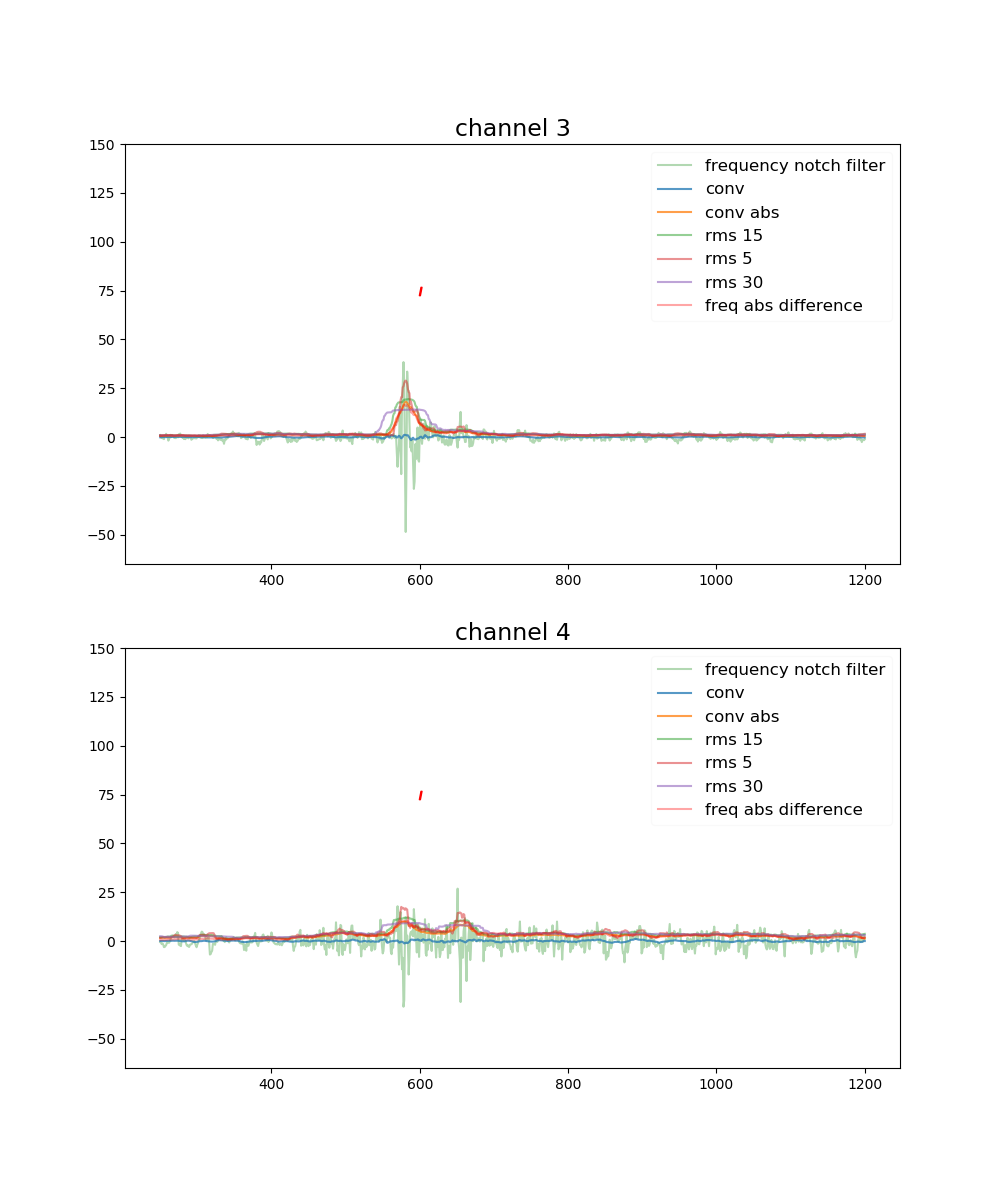 channel 3
150
125
100
75
50
25
0
−25
−50
400 600 800 1000 1200
frequency notch filter
conv
conv abs
rms 15
rms 5
rms 30
freq abs difference
channel 4
150
125
100
75
50
25
0
−25
−50
400 600 800 1000 1200
frequency notch filter
conv
conv abs
rms 15
rms 5
rms 30
freq abs difference